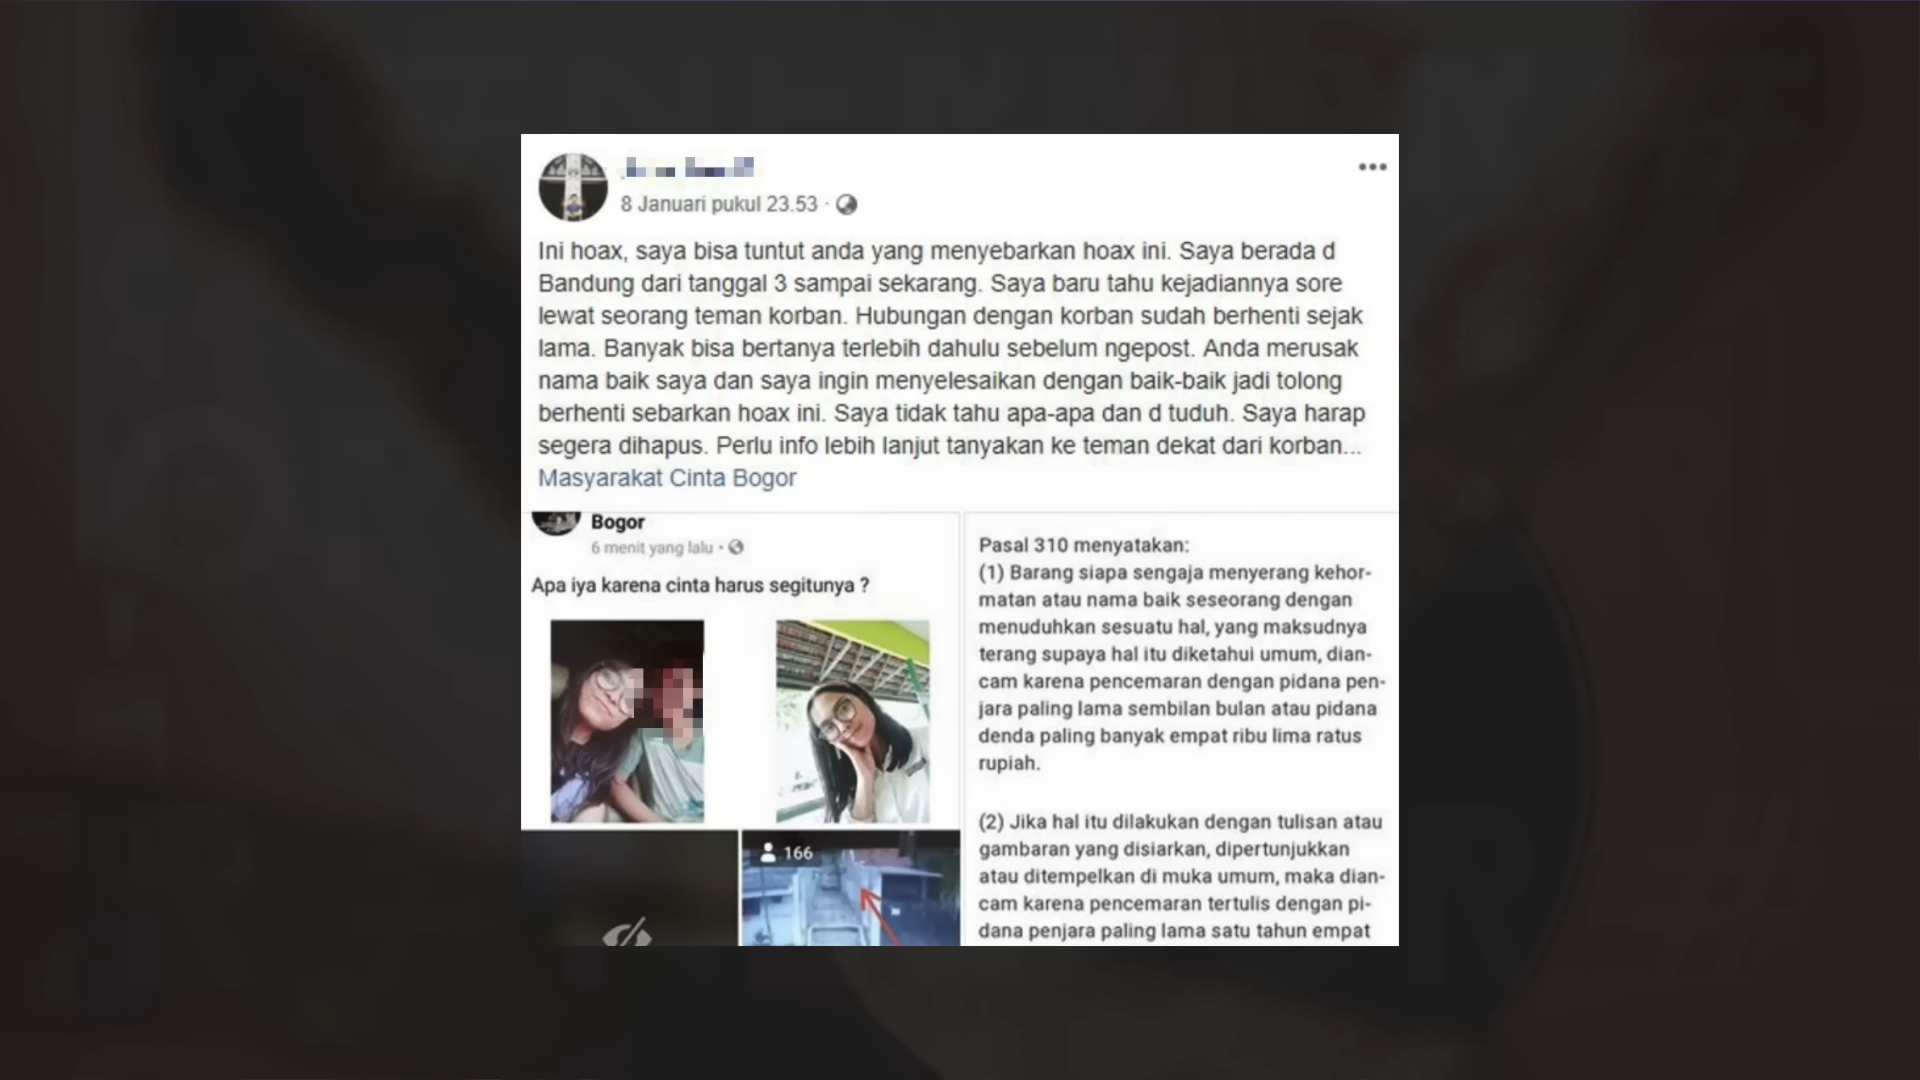 8 Januari pukul 23.53 ·
Ini hoax, saya bisa tuntut anda yang menyebarkan hoax ini. Saya berada d
Bandung dari tanggal 3 sampai sekarang. Saya baru tahu kejadiannya sore
lewat seorang teman korban. Hubungan dengan korban sudah berhenti sejak
lama. Banyak bisa bertanya terlebih dahulu sebelum ngepost. Anda merusak
nama baik saya dan saya ingin menyelesaikan dengan baik-baik jadi tolong
berhenti sebarkan hoax ini. Saya tidak tahu apa-apa dan d tuduh. Saya harap
segera dihapus. Perlu info lebih lanjut tanyakan ke teman dekat dari korban...
Masyarakat Cinta Bogor
Bogor
6 menit yang lalu ·
Apa iya karena cinta harus segitunya ?
166
Pasal 310 menyatakan:
(1) Barang siapa sengaja menyerang kehor-
matan atau nama baik seseorang dengan
menuduhkan sesuatu hal, yang maksudnya
terang supaya hal itu diketahui umum, dian-
cam karena pencemaran dengan pidana pen-
jara paling lama sembilan bulan atau pidana
denda paling banyak empat ribu lima ratus
rupiah.
(2) Jika hal itu dilakukan dengan tulisan atau
gambaran yang disiarkan, dipertunjukkan
atau ditempelkan di muka umum, maka dian-
cam karena pencemaran tertulis dengan pi-
dana penjara paling lama satu tahun empat